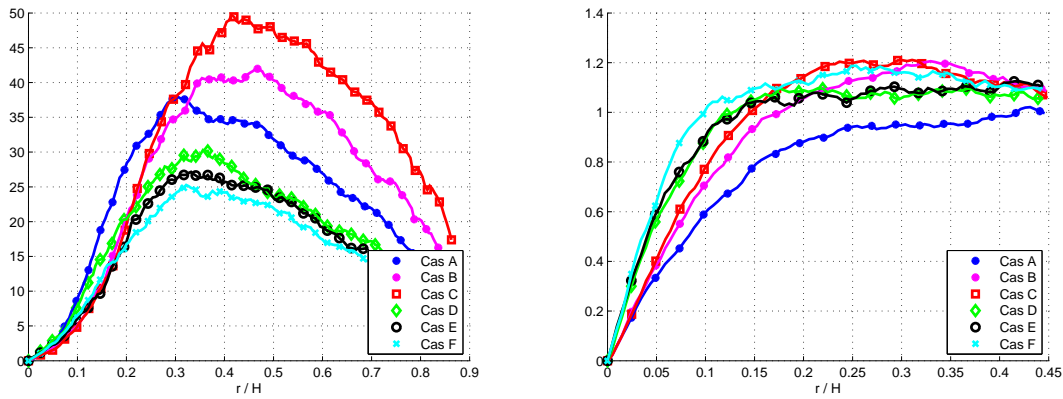 50
45
40
35
30
25
20
15
10
5
0
0 0.1 0.2 0.3 0.4 0.5 0.6 0.7 0.8 0.9
r / H
Cas A
Cas B
Cas C
Cas D
Cas E
Cas F
1.4
1.2
1
0.8
0.6
0.4
0.2
0
0 0.05 0.1 0.15 0.2 0.25 0.3 0.35 0.4 0.45
r / H
Cas A
Cas B
Cas C
Cas D
Cas E
Cas F